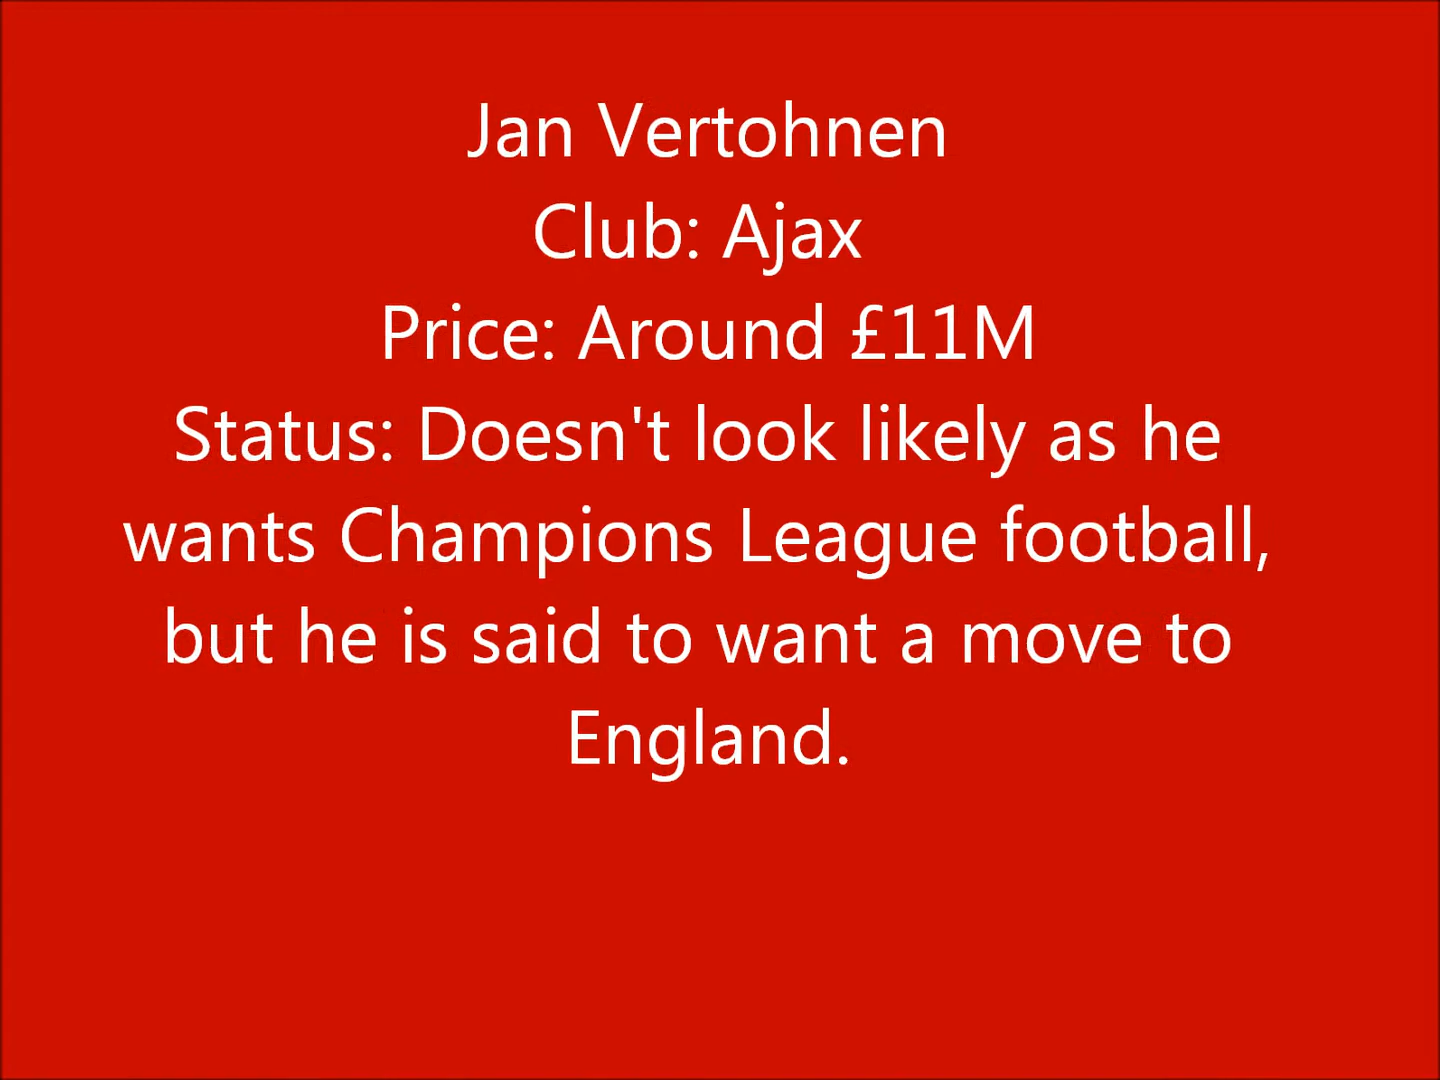 Jan Vertohnen
Club: Ajax
Price: Around £11M
Status: Doesn't look likely as he
wants Champions League football,
but he is said to want a move to
England.